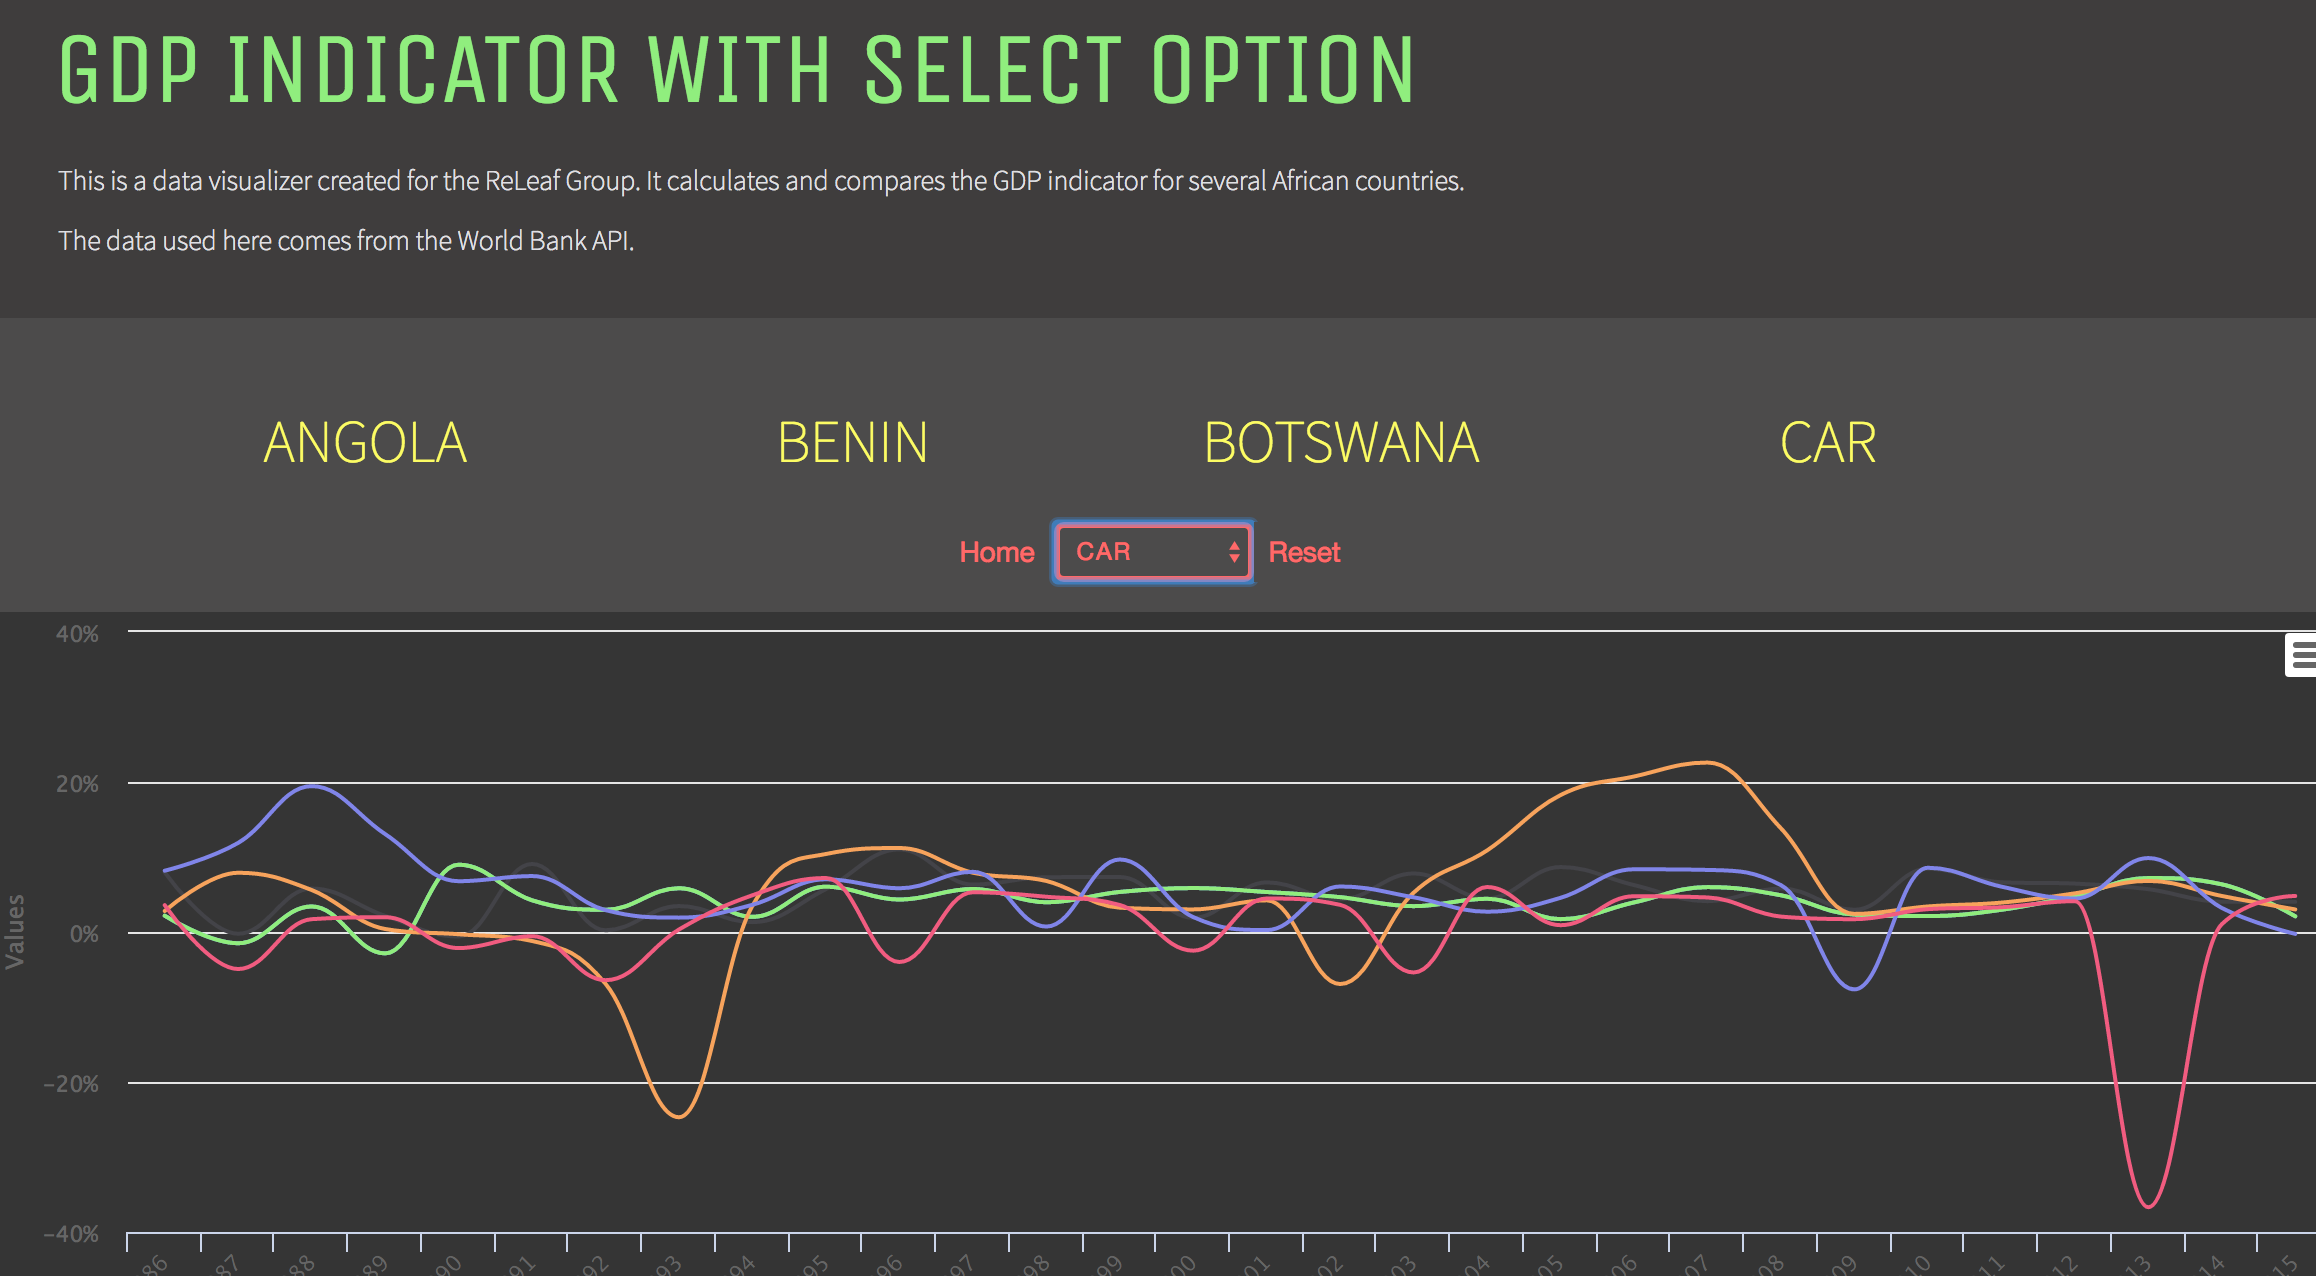 GDP INDICATOR WITH SELECT OPTION
This is a data visualizer created for the ReLeaf Group. It calculates and compares the GDP indicator for several African countries.
The data used here comes from the World Bank API.
ANGOLA BENIN BOTSWANA CAR
Home CAR Reset
40%
20%
0%
-20%
-40%
Values
86 87 88 89 90 91 92 93 94 95 96 97 98 99 00 01 02 03 04 05 06 07 08 09 10 11 12 13 14 15